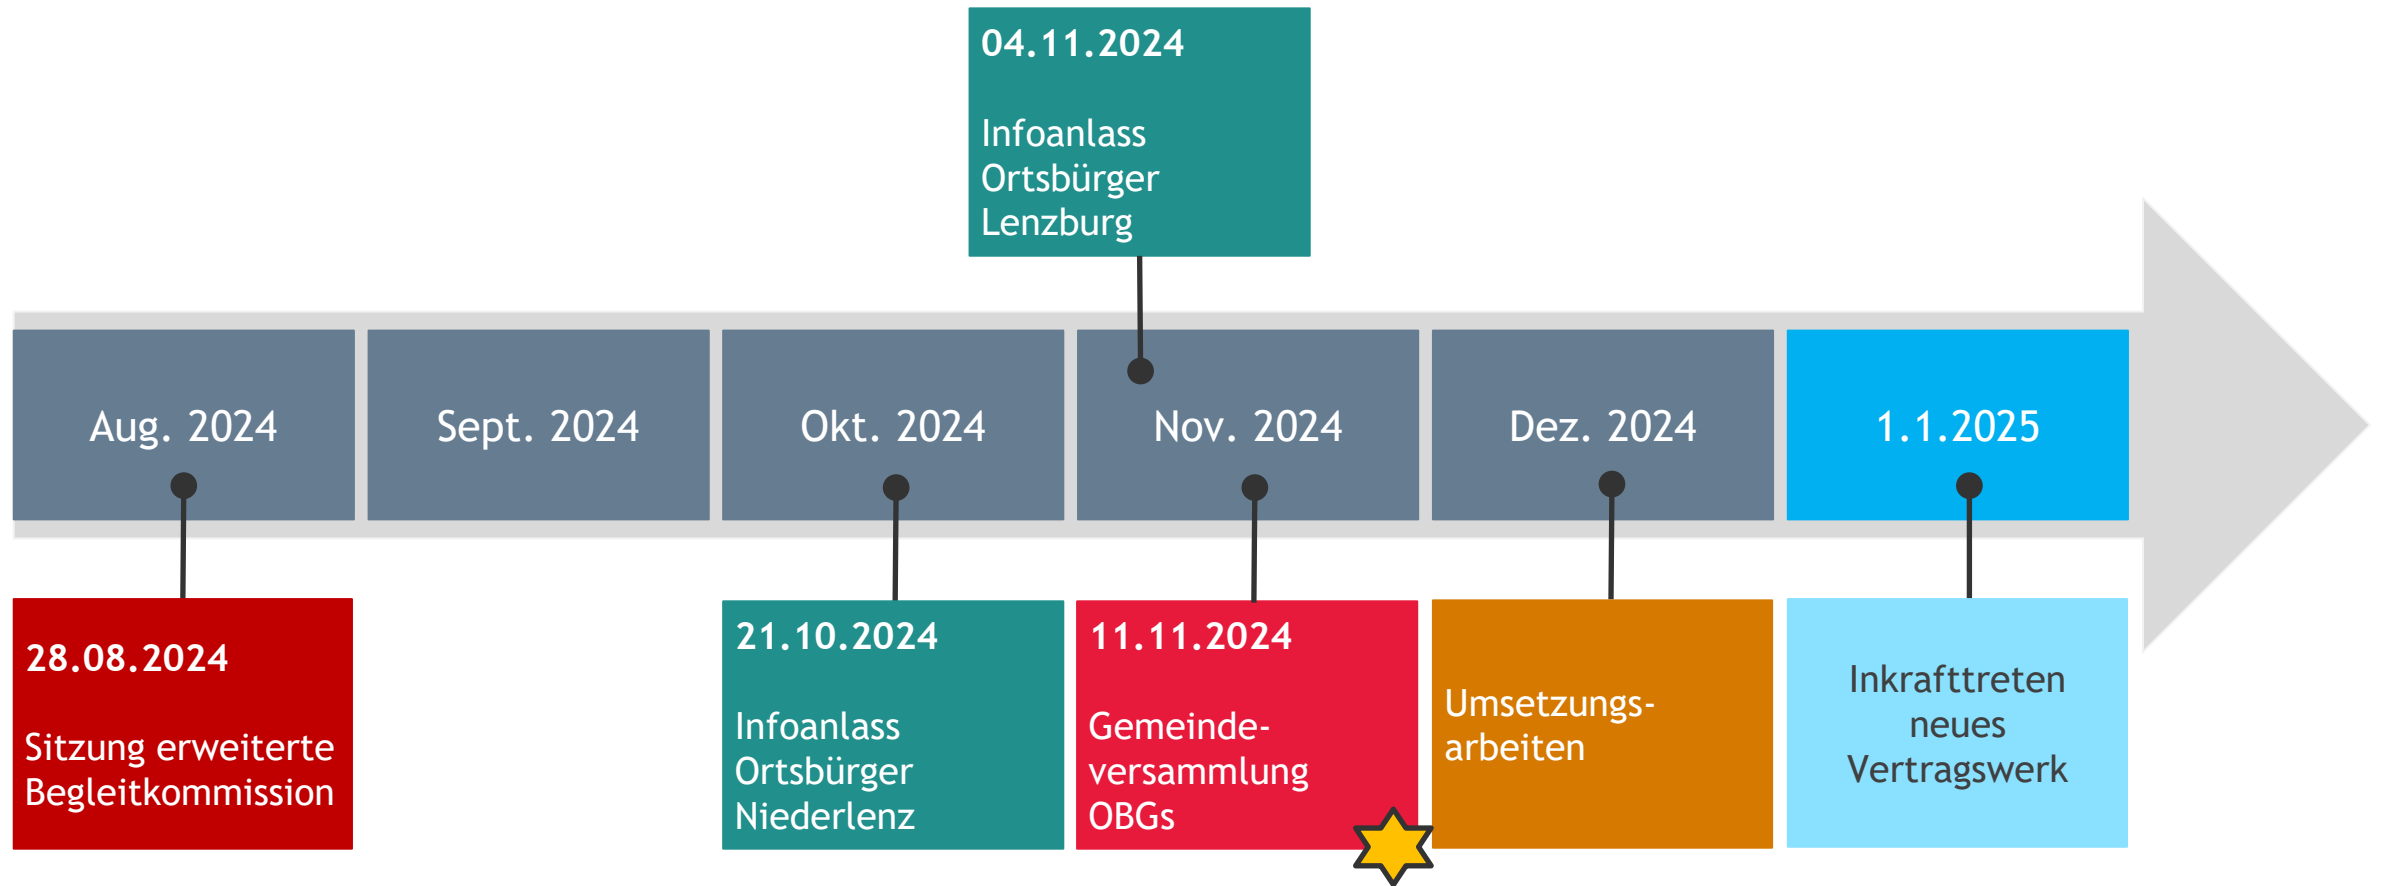 04.11.2024
Infoanlass
Ortsbürger
Lenzburg
Aug. 2024
Sept. 2024
Okt. 2024
Nov. 2024
Dez. 2024
1.1.2025
28.08.2024
Sitzung erweiterte
Begleitkommission
21.10.2024
Infoanlass
Ortsbürger
Niederlenz
11.11.2024
Gemeinde-
versammlung
OBGs
Umsetzungs-
arbeiten
Inkrafttreten
neues
Vertragswerk